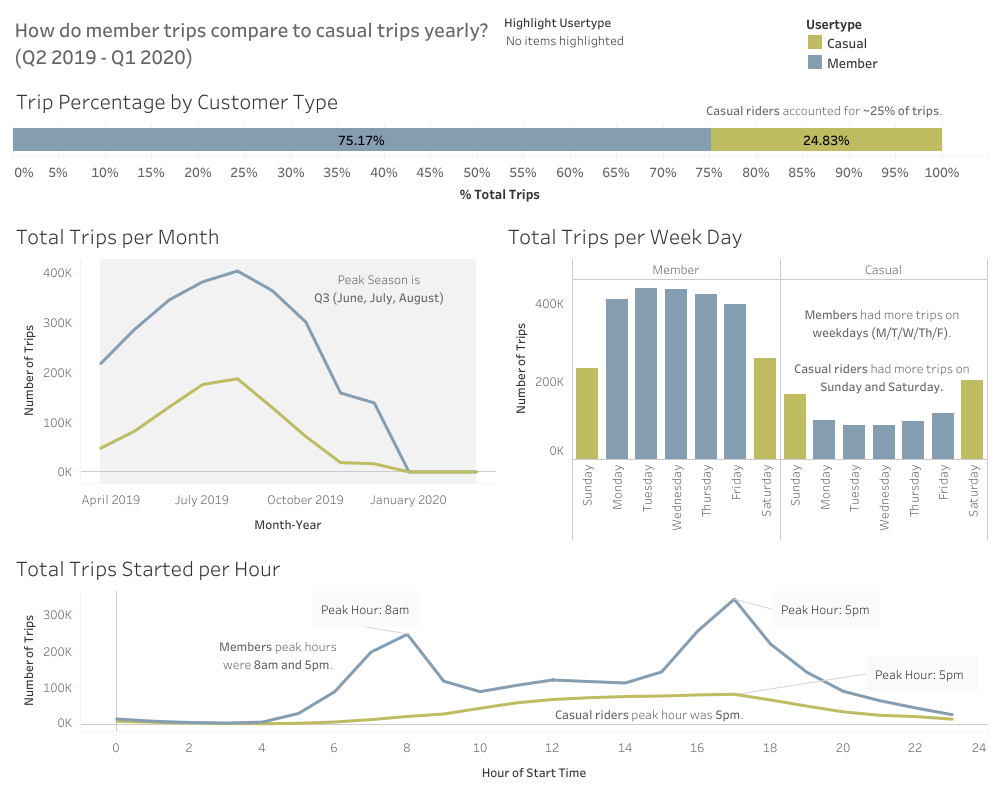 How do member trips compare to casual trips yearly?
(Q2 2019 - Q1 2020)
Highlight Usertype
No items highlighted
Usertype
Casual
Member
Trip Percentage by Customer Type
Casual riders accounted for ~25% of trips.
75.17%
24.83%
0% 5% 10% 15% 20% 25% 30% 35% 40% 45% 50% 55% 60% 65% 70% 75% 80% 85% 90% 95% 100%
% Total Trips
Total Trips per Month
Number of Trips
400K
300K
200K
100K
0K
Peak Season is
Q3 (June, July, August)
April 2019 July 2019 October 2019 January 2020
Month-Year
Total Trips per Week Day
Member Casual
Number of Trips
400K
200K
0K
Members had more trips on
weekdays (M/T/W/Th/F).
Casual riders had more trips on
Sunday and Saturday.
Sunday Monday Tuesday Wednesday Thursday Friday Saturday Sunday Monday Tuesday Wednesday Thursday Friday Saturday
Total Trips Started per Hour
Number of Trips
300K
200K
100K
0K
Peak Hour: 8am
Members peak hours
were 8am and 5pm.
Peak Hour: 5pm
Peak Hour: 5pm
Casual riders peak hour was 5pm.
0 2 4 6 8 10 12 14 16 18 20 22 24
Hour of Start Time